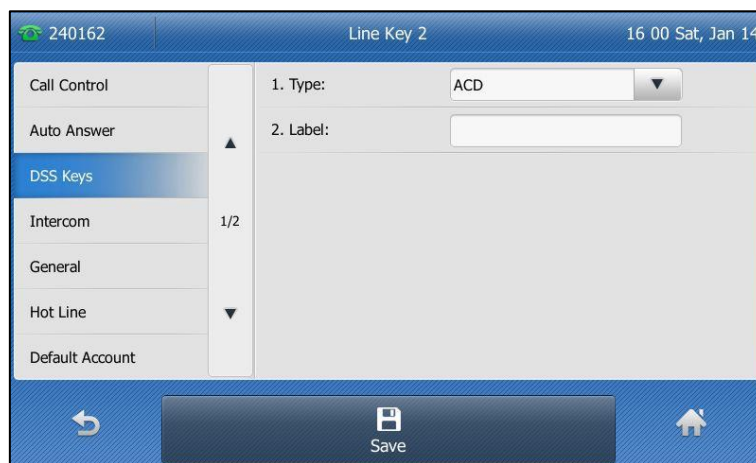 240162 Line Key 2 16 00 Sat, Jan 14
Call Control
1. Type: ACD
Auto Answer
2. Label:
DSS Keys
Intercom
1/2
General
Hot Line
Default Account
Save